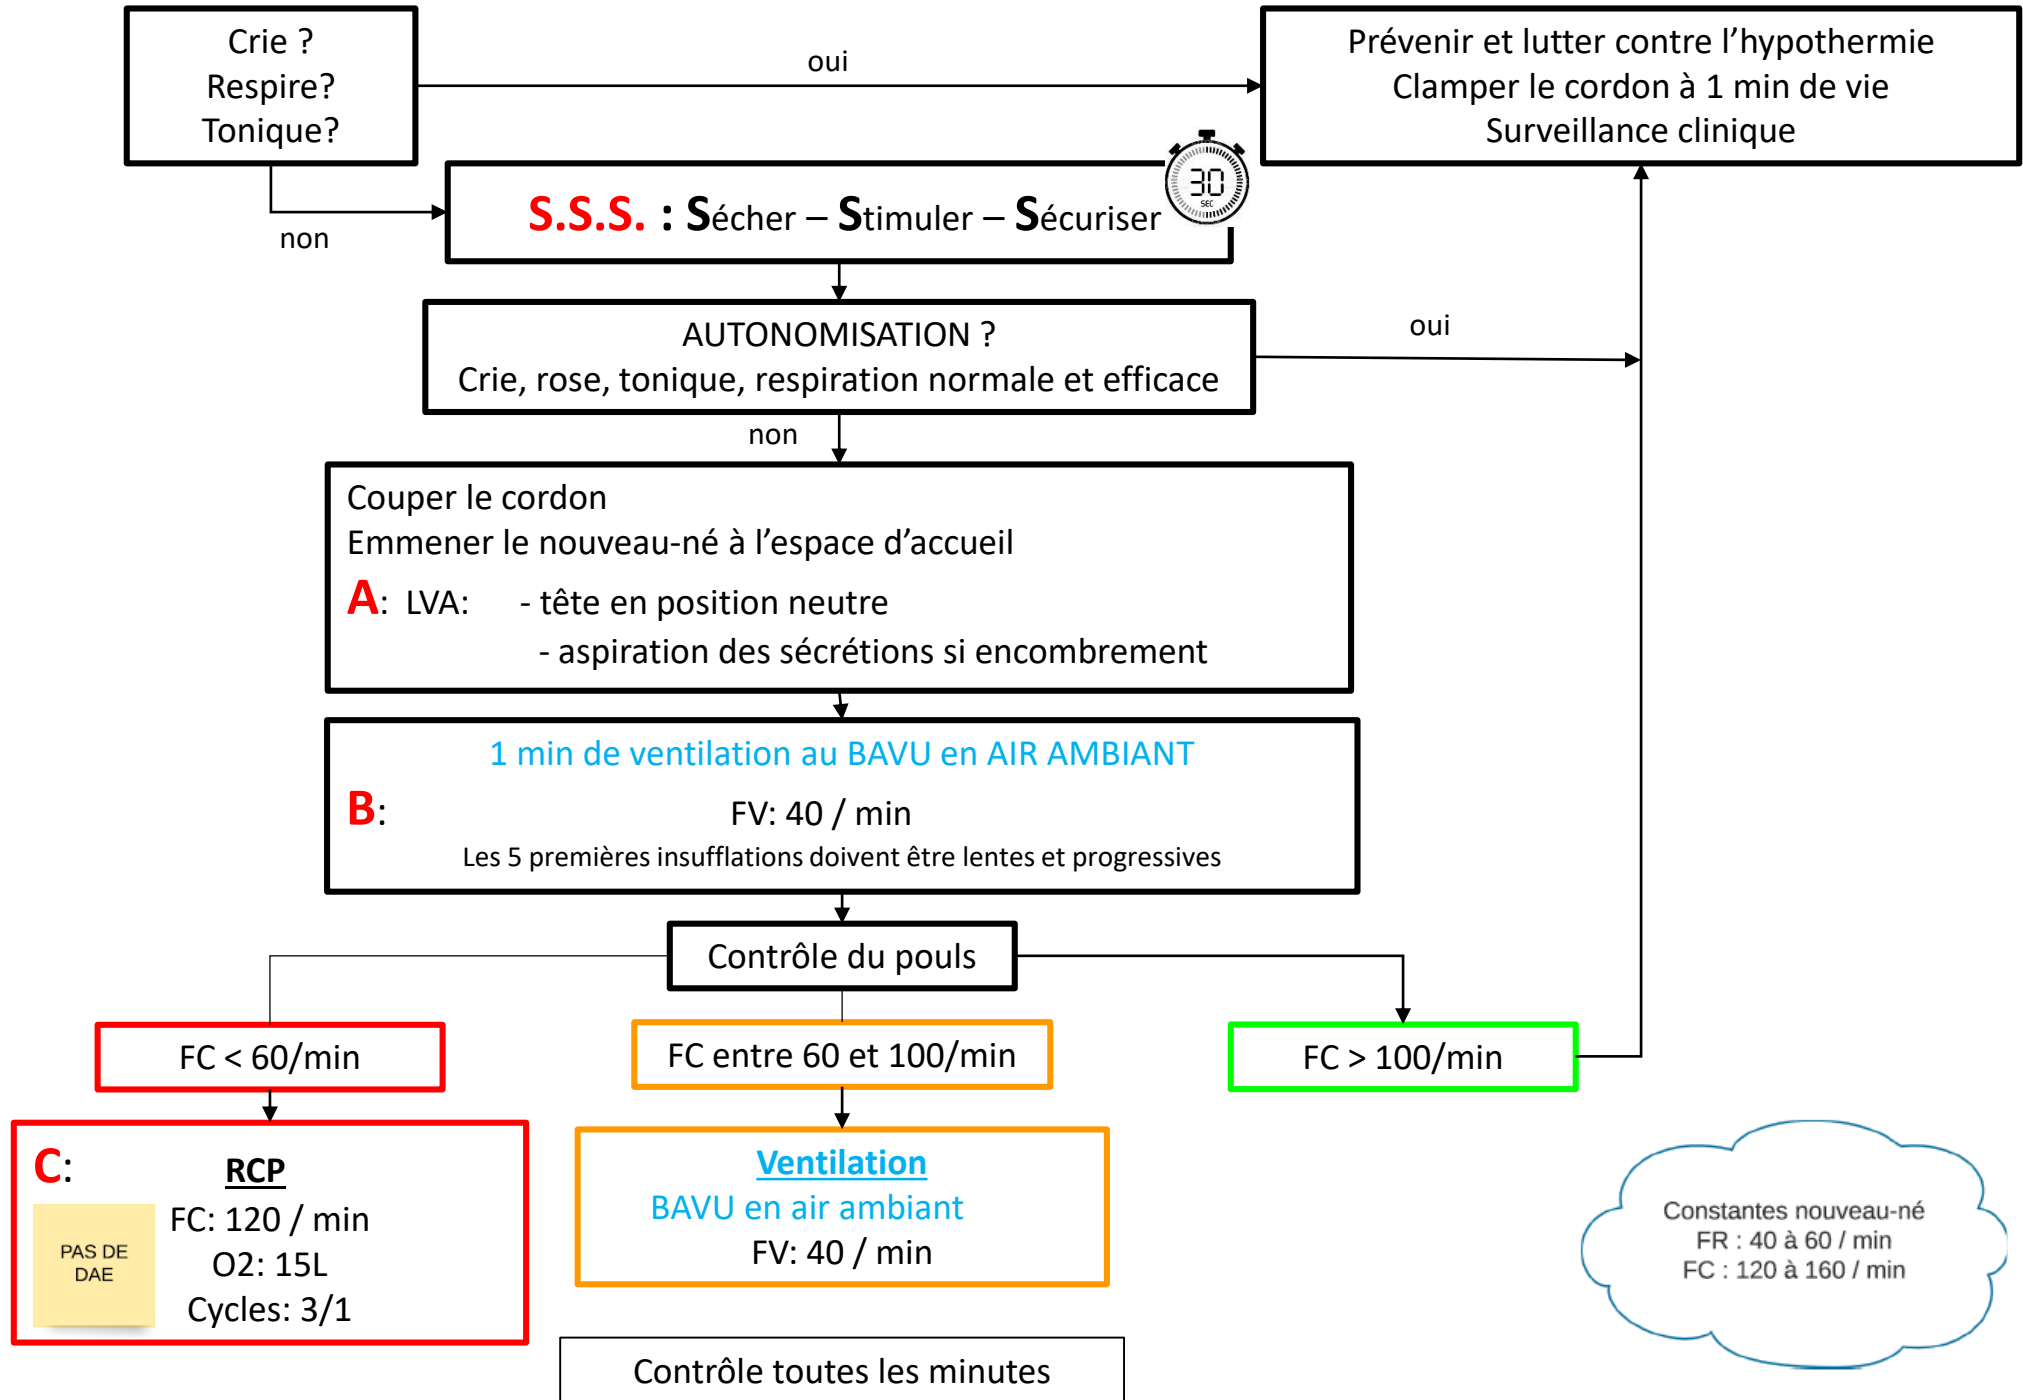 Crie ?
Respire?
Tonique?
oui
Prévenir et lutter contre l’hypothermie
Clamper le cordon à 1 min de vie
Surveillance clinique
non
S.S.S. : Sécher – Stimuler – Sécuriser
30
SEC
AUTONOMISATION ?
Crie, rose, tonique, respiration normale et efficace
oui
non
Couper le cordon
Emmener le nouveau-né à l’espace d’accueil
A: LVA: - tête en position neutre
- aspiration des sécrétions si encombrement
1 min de ventilation au BAVU en AIR AMBIANT
B: FV: 40 / min
Les 5 premières insufflations doivent être lentes et progressives
Contrôle du pouls
FC < 60/min
FC entre 60 et 100/min
FC > 100/min
C: RCP
FC: 120 / min
O2: 15L
Cycles: 3/1
PAS DE
DAE
Ventilation
BAVU en air ambiant
FV: 40 / min
Constantes nouveau-né
FR : 40 à 60 / min
FC : 120 à 160 / min
Contrôle toutes les minutes